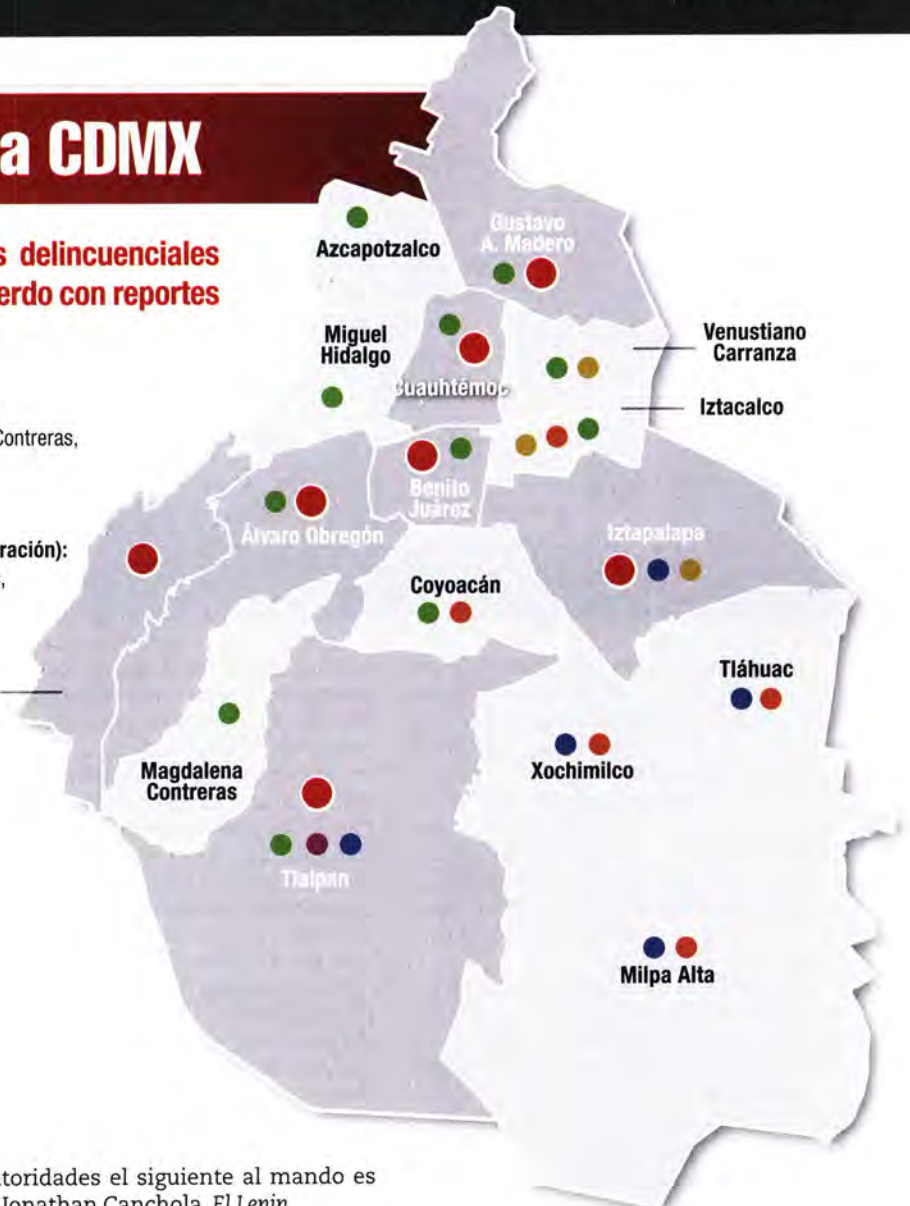 a CDMX
s delincuenciales
erdo con reportes
Contreras,
ración):
Azcapotzalco
Gustavo
A. Madero
Miguel
Hidalgo
Cuauhtémoc
Venustiano
Carranza
Iztacalco
Benito
Juárez
Álvaro Obregón
Iztapalapa
Coyoacán
Tláhuac
Xochimilco
Magdalena
Contreras
Tlalpan
Milpa Alta
utoridades el siguiente al mando es
Jonathan Canchola, El Lenin